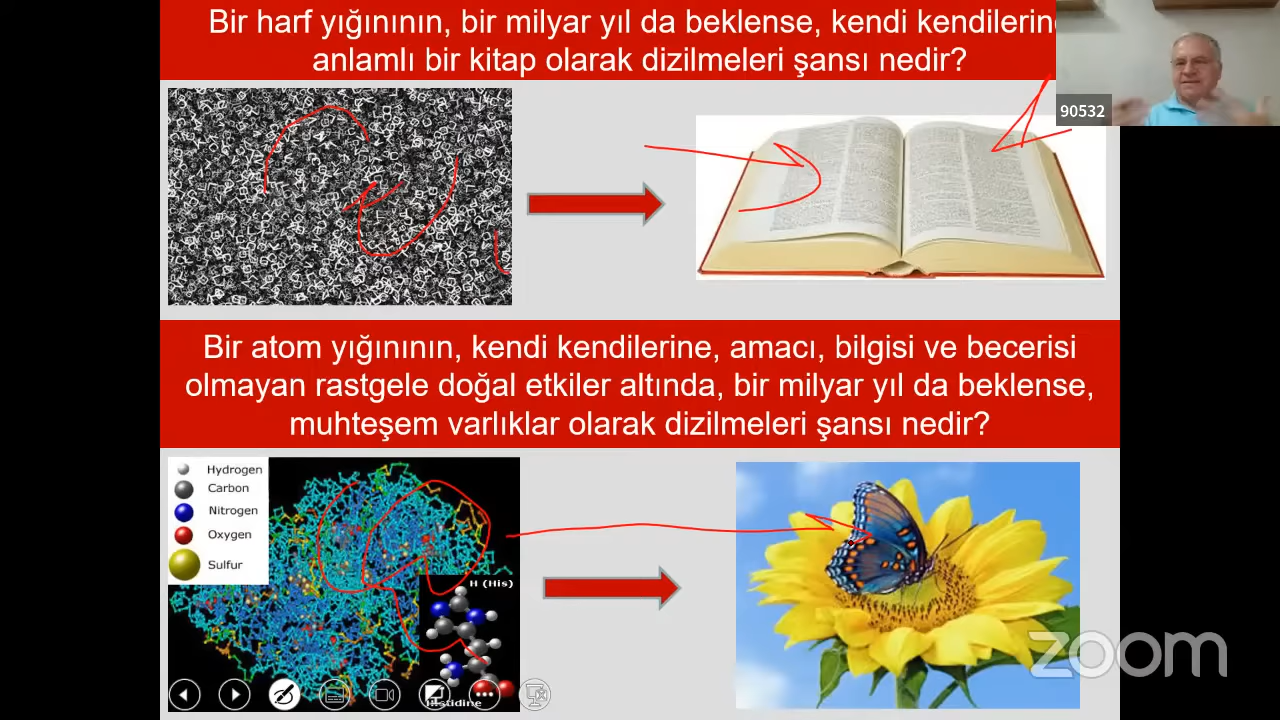 Bir harf yığınının, bir milyar yıl da beklense, kendi kendilerin
anlamlı bir kitap olarak dizilmeleri şansı nedir?
90532
Bir atom yığınının, kendi kendilerine, amacı, bilgisi ve becerisi
olmayan rastgele doğal etkiler altında, bir milyar yıl da beklense,
muhteşem varlıklar olarak dizilmeleri şansı nedir?
Hydrogen
Carbon
Nitrogen
Oxygen
Sulfur
H (His)
Histidine
zoom